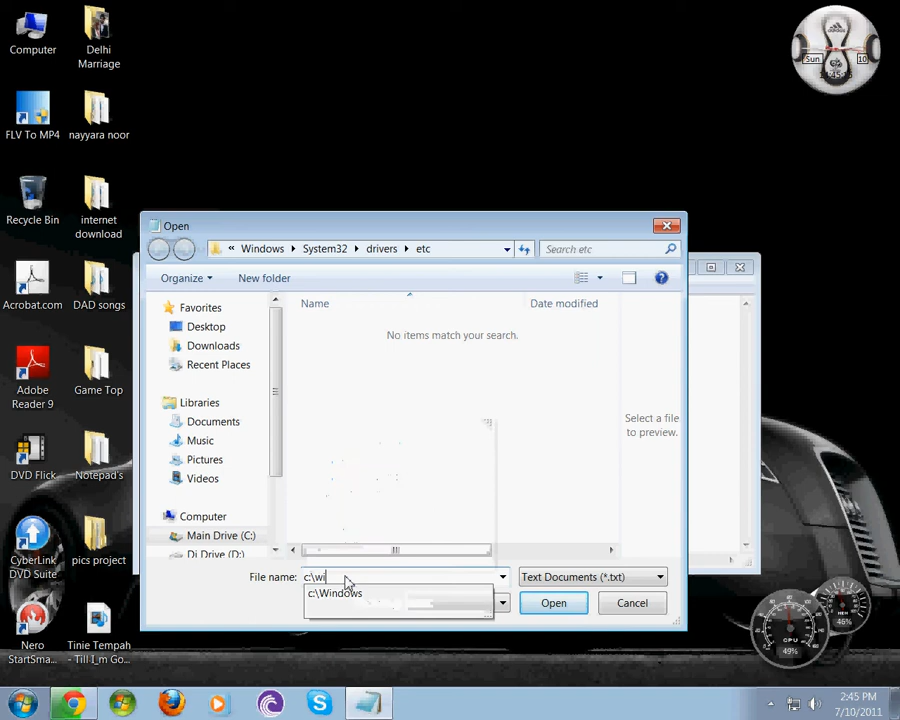 Computer
Delhi
Marriage
FLV To MP4
nayyara noor
Recycle Bin
internet
download
Acrobat.com
DAD songs
Adobe
Reader 9
Game Top
DVD Flick
Notepad's
CyberLink
DVD Suite
pics project
Nero
StartSma...
Tinie Tempah
- Till I_m Go...
Sun
10
Open
« Windows System32 drivers etc
Search etc
Organize
New folder
Name
Date modified
No items match your search.
Select a file
to preview.
Favorites
Desktop
Downloads
Recent Places
Libraries
Documents
Music
Pictures
Videos
Computer
Main Drive (C:)
Di Drive (D:)
File name:
c:\wi
Text Documents (*.txt)
c:\Windows
Open
Cancel
CPU
49%
MEM
46%
2:45 PM
7/10/2011